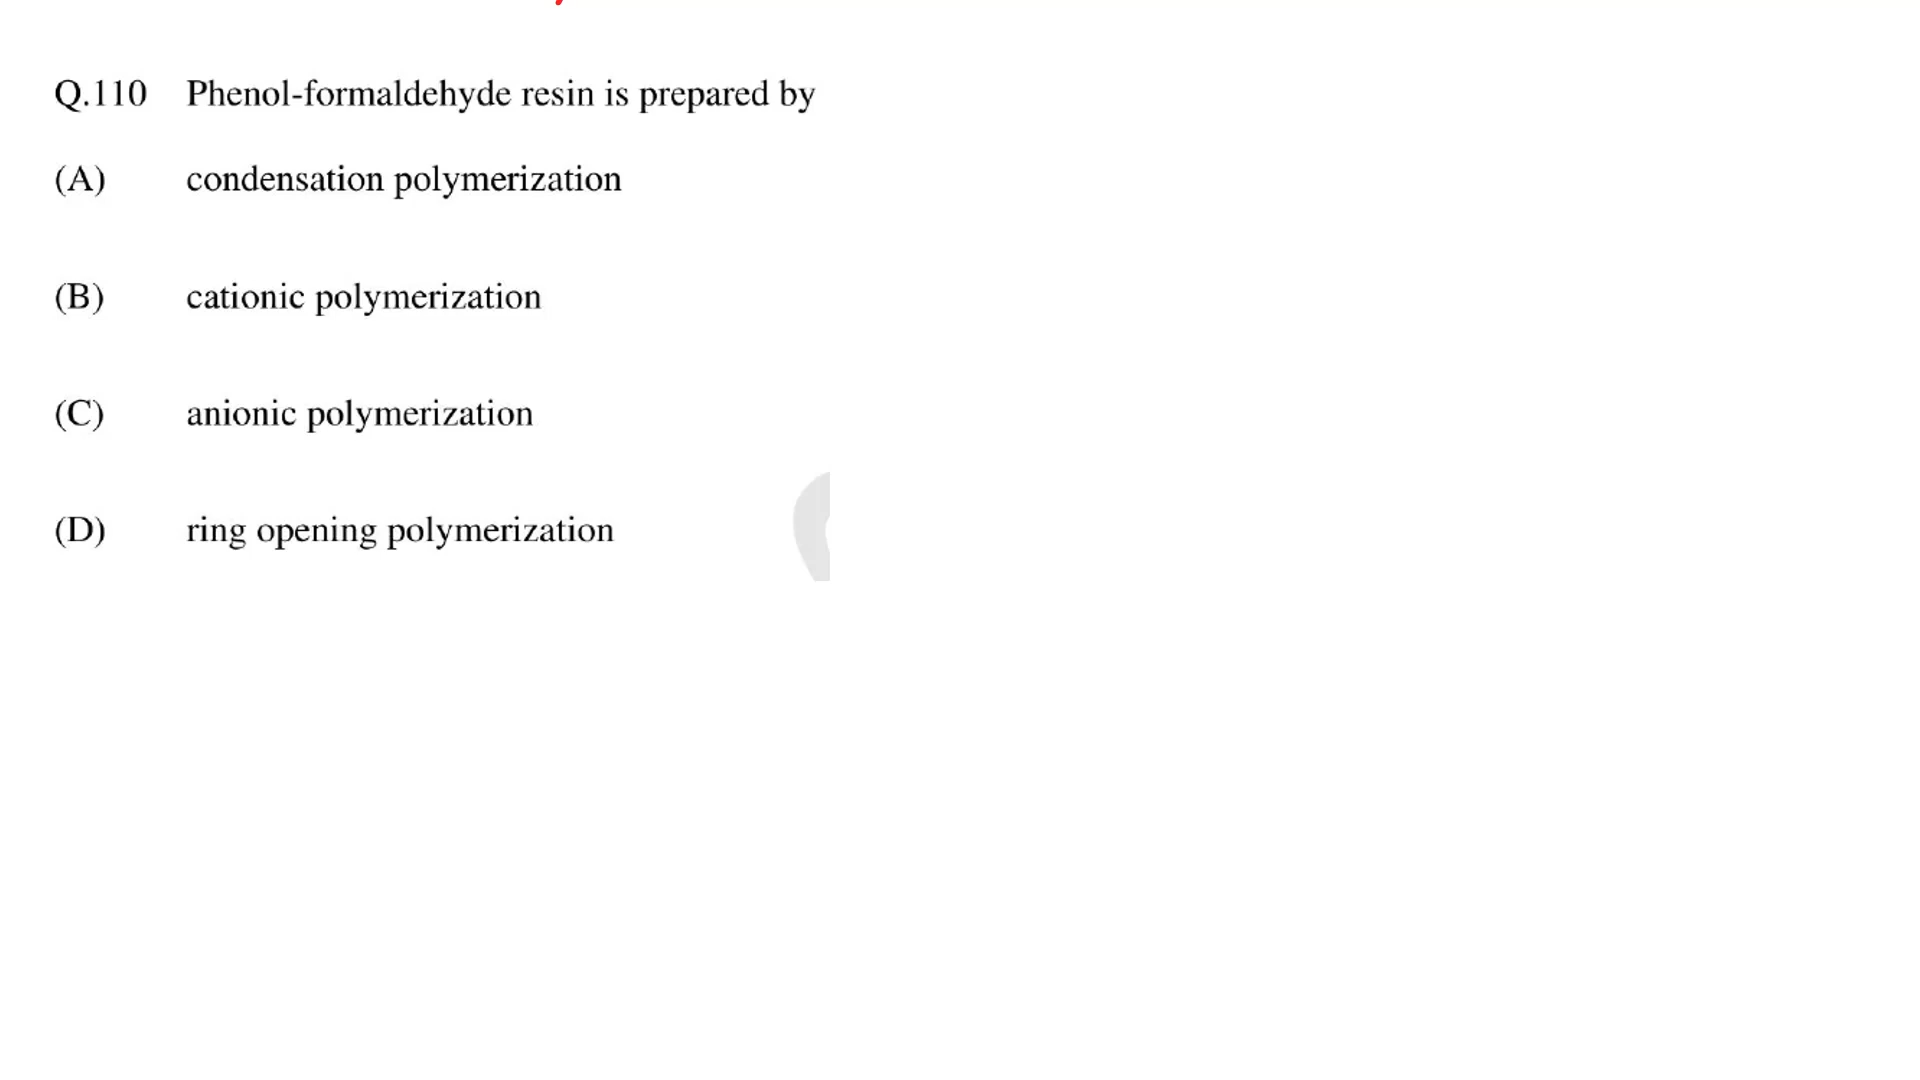 Q.110 Phenol-formaldehyde resin is prepared by
(A) condensation polymerization
(B) cationic polymerization
(C) anionic polymerization
(D) ring opening polymerization